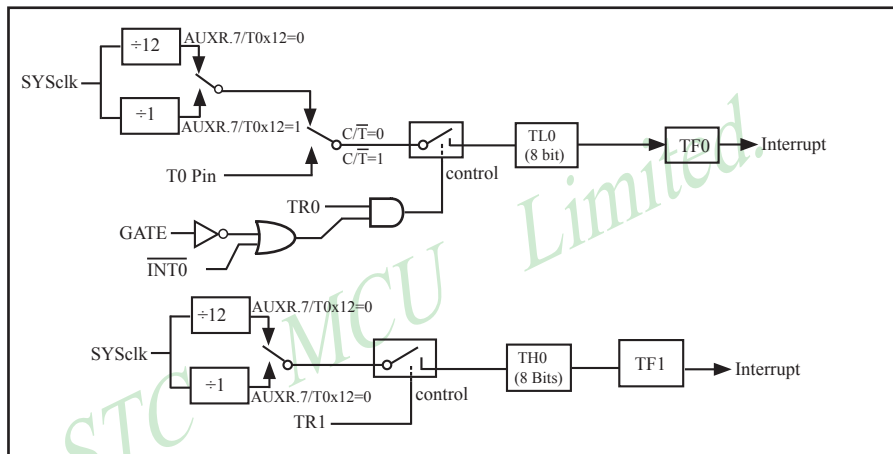 ÷12
AUXR.7/T0x12=0
SYSclk
÷1
AUXR.7/T0x12=1
C/T̅=0
C/T̅=1
T0 Pin
control
TL0
(8 bit)
TF0
Interrupt
TR0
GATE
I̅N̅T̅0̅
÷12
AUXR.7/T0x12=0
SYSclk
÷1
AUXR.7/T0x12=0
control
TR1
TH0
(8 Bits)
TF1
Interrupt
STC MCU Limited.